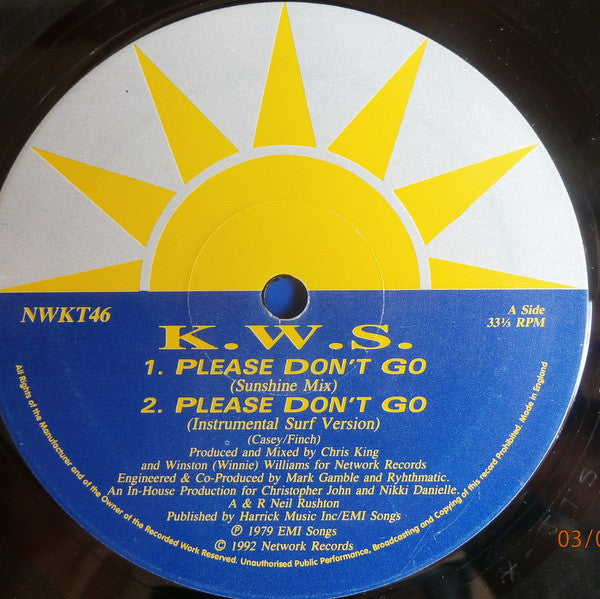 NWKT46
A Side
33⅓ RPM
K.W.S.
1. PLEASE DON'T GO
(Sunshine Mix)
2. PLEASE DON'T GO
(Instrumental Surf Version)
(Casey/Finch)
Produced and Mixed by Chris King
and Winston (Winnie) Williams for Network Records
Engineered & Co-Produced by Mark Gamble and Ryhthmatic.
An In-House Production for Christopher John and Nikki Danielle.
A & R Neil Rushton
Published by Harrick Music Inc/EMI Songs
℗ 1979 EMI Songs
© 1992 Network Records
All Rights of the Manufacturer and of the Owner of the Recorded Work Reserved. Unauthorised Public Performance, Broadcasting and Copying of this record Prohibited. Made in England
03/0